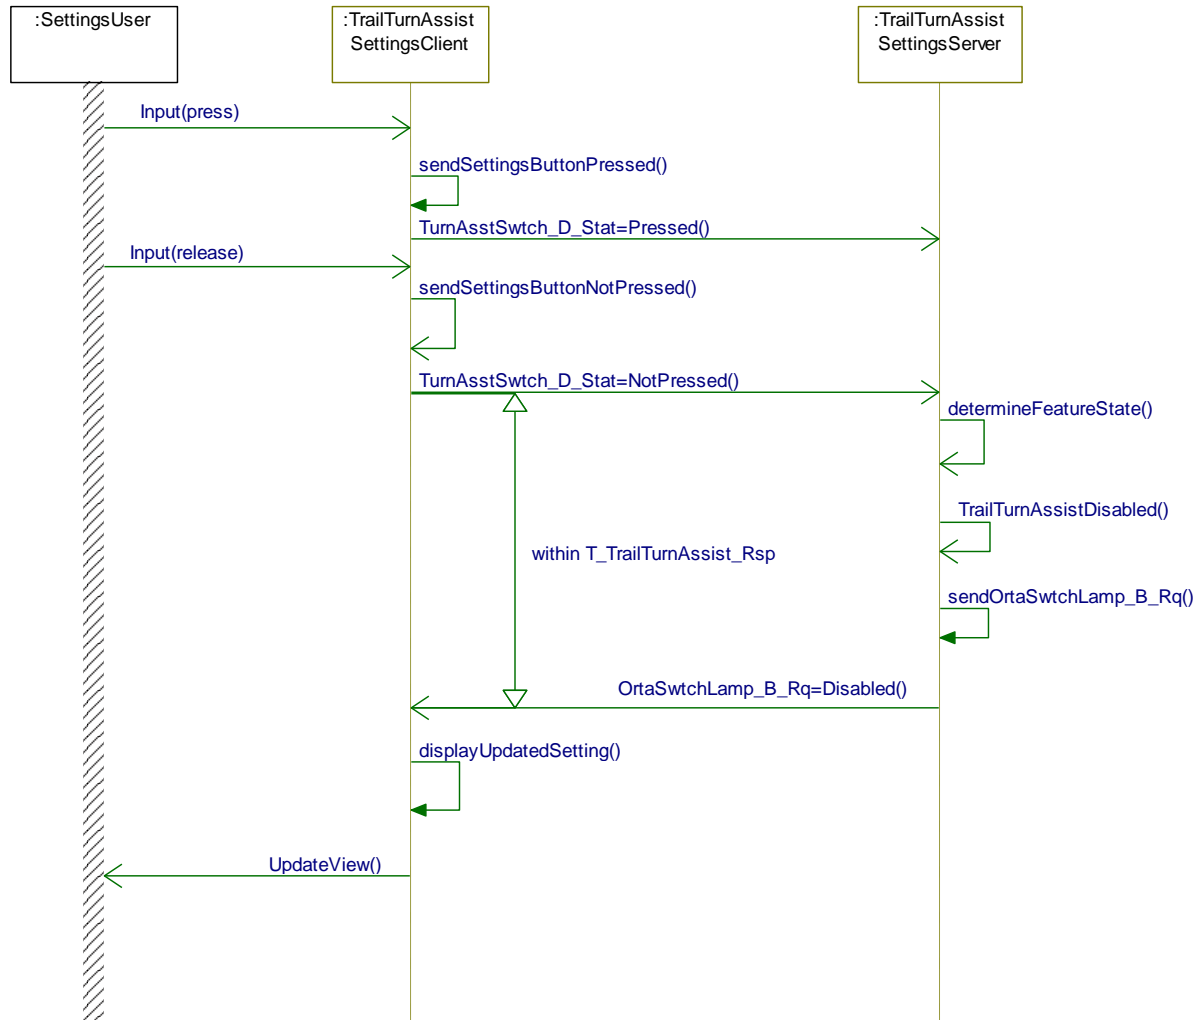 :SettingsUser
:TrailTurnAssist
SettingsClient
:TrailTurnAssist
SettingsServer
Input(press)
sendSettingsButtonPressed()
TurnAsstSwtch_D_Stat=Pressed()
Input(release)
sendSettingsButtonNotPressed()
TurnAsstSwtch_D_Stat=NotPressed()
determineFeatureState()
TrailTurnAssistDisabled()
within T_TrailTurnAssist_Rsp
sendOrtaSwtchLamp_B_Rq()
OrtaSwtchLamp_B_Rq=Disabled()
displayUpdatedSetting()
UpdateView()